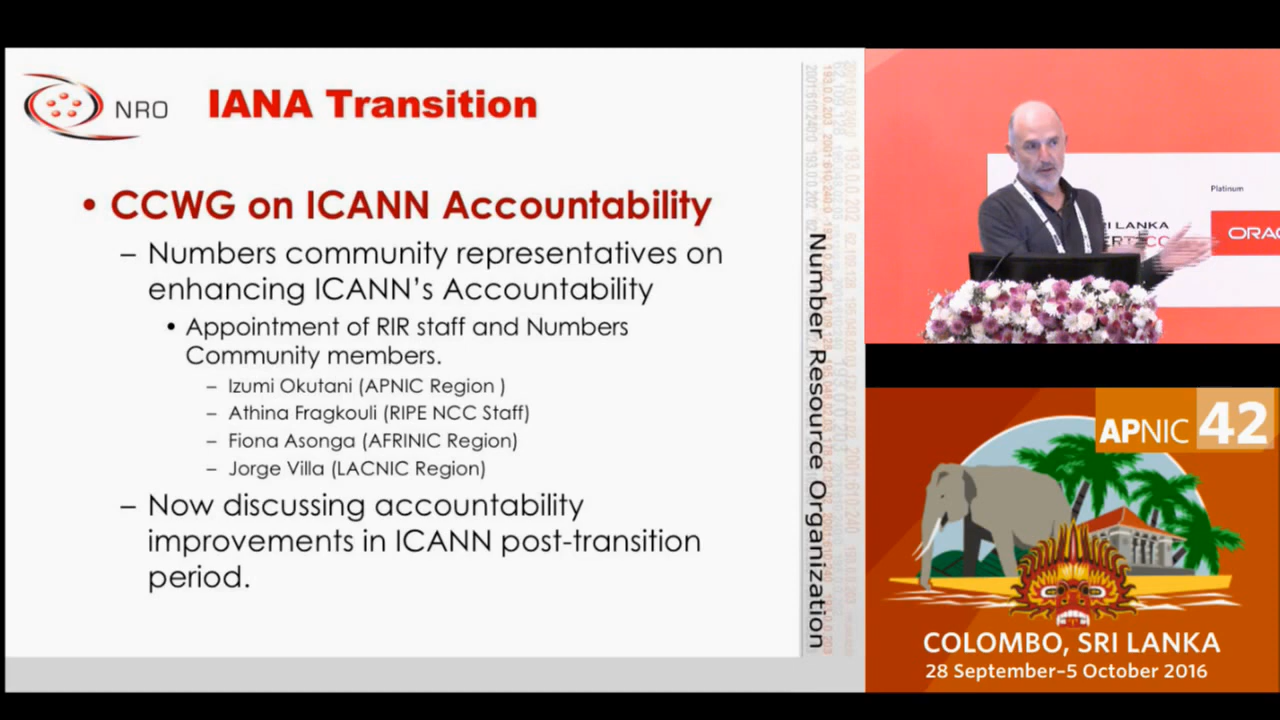 NRO
IANA Transition
• CCWG on ICANN Accountability
– Numbers community representatives on
enhancing ICANN's Accountability
• Appointment of RIR staff and Numbers
Community members.
– Izumi Okutani (APNIC Region )
– Athina Fragkouli (RIPE NCC Staff)
– Fiona Asonga (AFRINIC Region)
– Jorge Villa (LACNIC Region)
– Now discussing accountability
improvements in ICANN post-transition
period.
Number Resource Organization
Platinum
RI LANKA
ORAC
APNIC 42
COLOMBO, SRI LANKA
28 September–5 October 2016